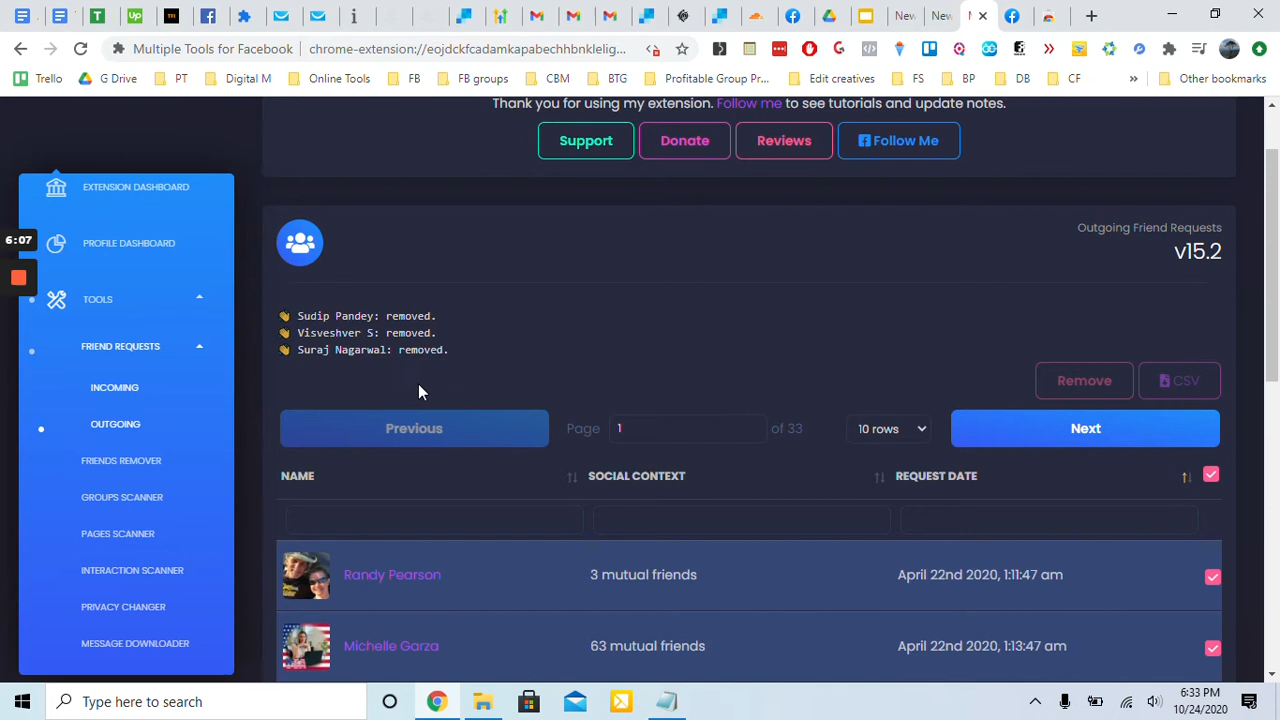 New
New
M
Multiple Tools for Facebook
chrome-extension://eojdckfcadamkapabechhbnklelig...
Trello
G Drive
PT
Digital M
Online Tools
FB
FB groups
CBM
BTG
Profitable Group Pr...
Edit creatives
FS
BP
DB
CF
Other bookmarks
Thank you for using my extension. Follow me to see tutorials and update notes.
Support
Donate
Reviews
Follow Me
EXTENSION DASHBOARD
PROFILE DASHBOARD
TOOLS
FRIEND REQUESTS
INCOMING
OUTGOING
FRIENDS REMOVER
GROUPS SCANNER
PAGES SCANNER
INTERACTION SCANNER
PRIVACY CHANGER
MESSAGE DOWNLOADER
6:07
Outgoing Friend Requests
v15.2
👋 Sudip Pandey: removed.
👋 Visveshver S: removed.
👋 Suraj Nagarwal: removed.
Remove
CSV
Previous
Page 1 of 33
10 rows
Next
NAME
SOCIAL CONTEXT
REQUEST DATE
Randy Pearson
3 mutual friends
April 22nd 2020, 1:11:47 am
Michelle Garza
63 mutual friends
April 22nd 2020, 1:13:47 am
Type here to search
6:33 PM
10/24/2020